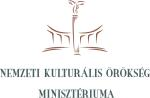 NEMZETI KULTURÁLIS ÖRÖKSÉG
MINISZTÉRIUMA